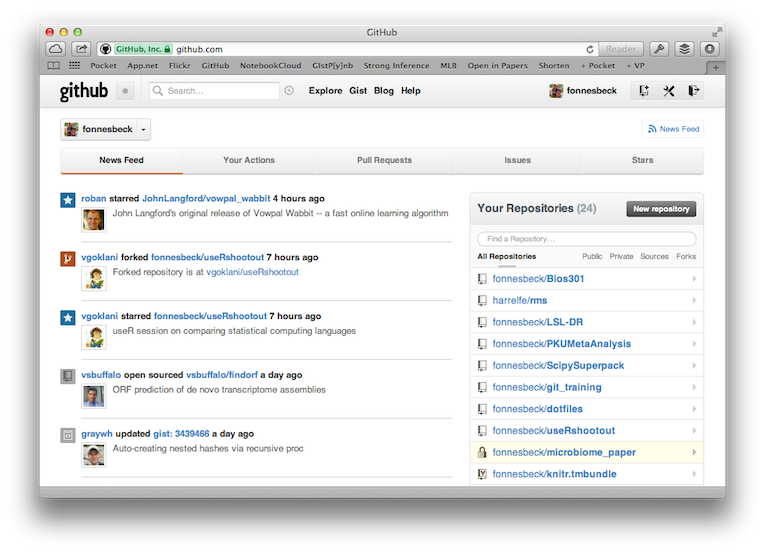 GitHub
GitHub, Inc. github.com Reader
Pocket App.net Flickr GitHub NotebookCloud GIstP[y]nb Strong Inference MLB Open in Papers Shorten + Pocket + VP
github Search... Explore Gist Blog Help fonnesbeck
fonnesbeck News Feed
News Feed Your Actions Pull Requests Issues Stars
roban starred JohnLangford/vowpal_wabbit 4 hours ago
John Langford's original release of Vowpal Wabbit -- a fast online learning algorithm
vgoklani forked fonnesbeck/useRshootout 7 hours ago
Forked repository is at vgoklani/useRshootout
vgoklani starred fonnesbeck/useRshootout 7 hours ago
useR session on comparing statistical computing languages
vsbuffalo open sourced vsbuffalo/findorf a day ago
ORF prediction of de novo transcriptome assemblies
graywh updated gist: 3439466 a day ago
Auto-creating nested hashes via recursive proc
Your Repositories (24) New repository
Find a Repository...
All Repositories Public Private Sources Forks
fonnesbeck/Bios301
harrelfe/rms
fonnesbeck/LSL-DR
fonnesbeck/PKUMetaAnalysis
fonnesbeck/ScipySuperpack
fonnesbeck/git_training
fonnesbeck/dotfiles
fonnesbeck/useRshootout
fonnesbeck/microbiome_paper
fonnesbeck/knitr.tmbundle